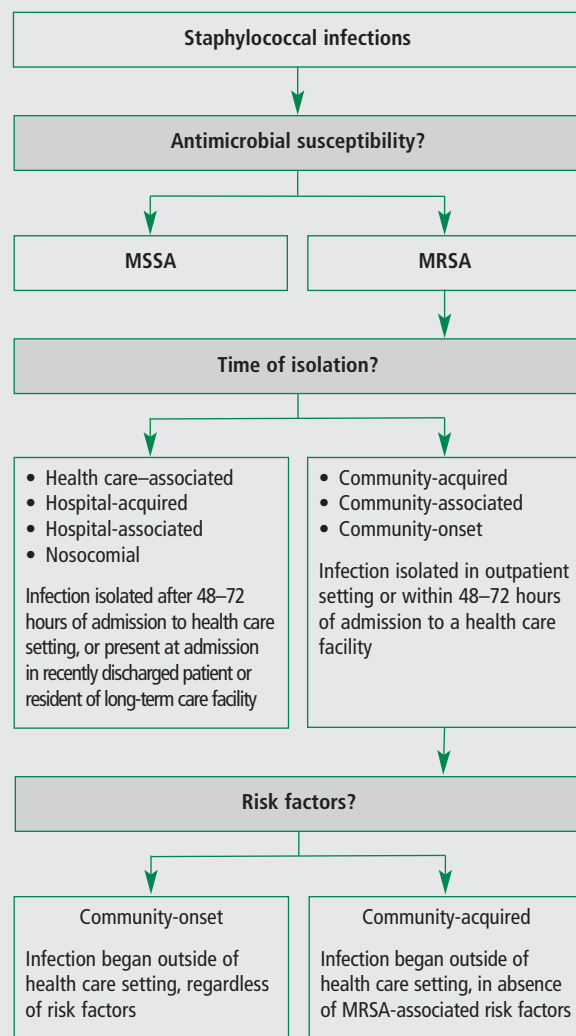 Staphylococcal infections
Antimicrobial susceptibility?
MSSA
MRSA
Time of isolation?
• Health care–associated
• Hospital-acquired
• Hospital-associated
• Nosocomial
Infection isolated after 48–72
hours of admission to health care
setting, or present at admission
in recently discharged patient or
resident of long-term care facility
• Community-acquired
• Community-associated
• Community-onset
Infection isolated in outpatient
setting or within 48–72 hours
of admission to a health care
facility
Risk factors?
Community-onset
Infection began outside of
health care setting, regardless
of risk factors
Community-acquired
Infection began outside of
health care setting, in absence
of MRSA-associated risk factors